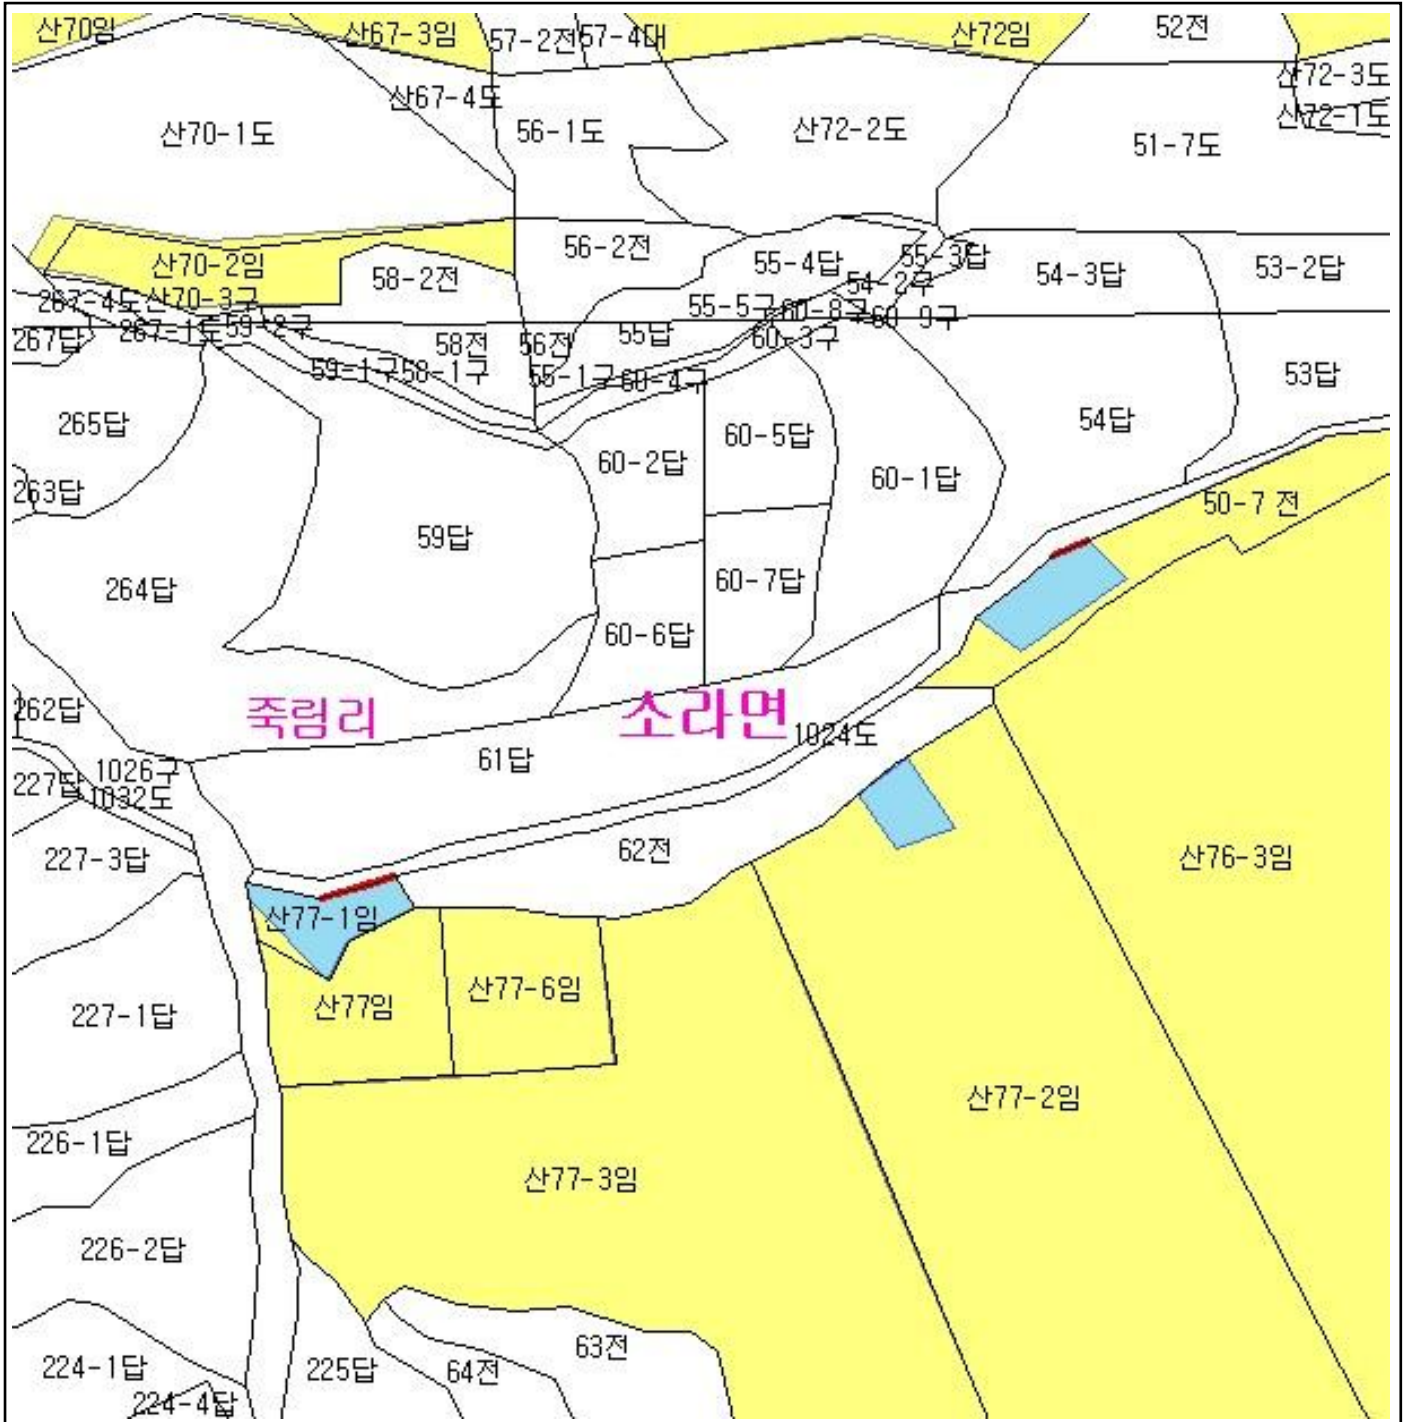 산70임 산67-3임 57-2전 57-4대 산72임 52전
산67-4도 산72-3도
산70-1도 56-1도 산72-2도 51-7도 산72-1도
산70-2임 58-2전 56-2전 55-4답 55-3답 54-3답 53-2답
267-4도 산70-3구 55-5구 60-8구 54-2구
267답 267-1도 59-2구 58전 56전 55답 60-3구 60-9구
59-1구 58-1구 55-1구 60-4구 53답
265답 60-2답 60-5답 60-1답 54답
263답 50-7 전
264답 59답 60-7답
60-6답
262답 죽림리 소라면 1024도
227답 1026구 61답
1032도
227-3답 62전 산76-3임
산77-1임
227-1답 산77임 산77-6임
226-1답 산77-2임
산77-3임
226-2답
224-1답 225답 64전 63전
224-4답